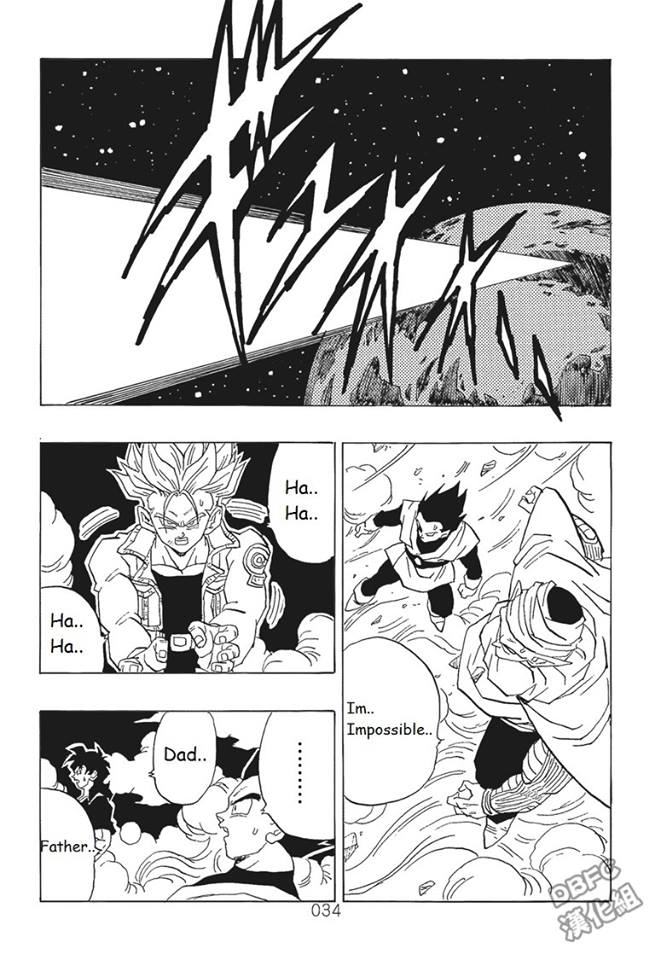 Im..
Impossible..
Ha..
Ha..
Ha..
Ha..
......
Dad..
Father..
034
DBFC
漢化組